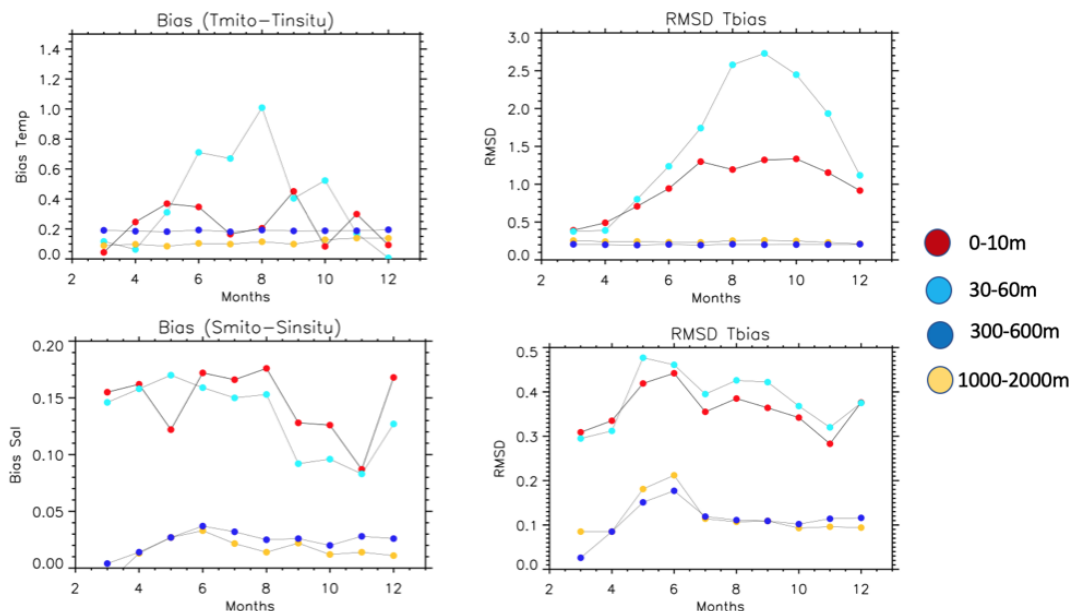 Bias (Tmito-Tinsitu)
Bias Temp
1.4
1.2
1.0
0.8
0.6
0.4
0.2
0.0
2 4 6 8 10 12
Months
RMSD Tbias
RMSD
3.0
2.5
2.0
1.5
1.0
0.5
0.0
2 4 6 8 10 12
Months
Bias (Smito-Sinsitu)
Bias Sal
0.20
0.15
0.10
0.05
0.00
2 4 6 8 10 12
Months
RMSD Tbias
RMSD
0.5
0.4
0.3
0.2
0.1
0.0
2 4 6 8 10 12
Months
0-10m
30-60m
300-600m
1000-2000m